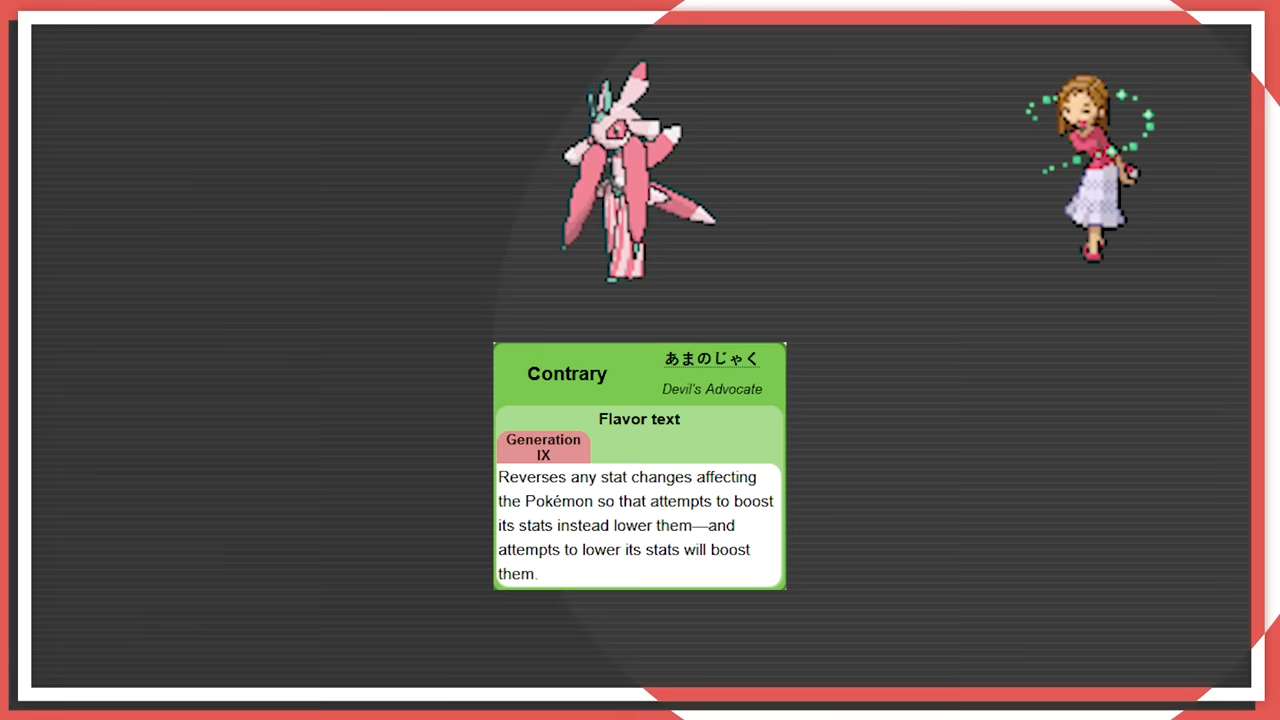 Contrary
あまのじゃく
Devil's Advocate
Flavor text
Generation
IX
Reverses any stat changes affecting
the Pokémon so that attempts to boost
its stats instead lower them—and
attempts to lower its stats will boost
them.